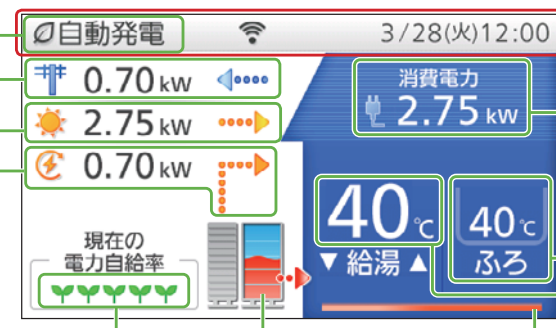 自動発電 3/28(火)12:00
0.70kW
消費電力
2.75kW
2.75kW
0.70kW
現在の
電力自給率
40℃
▼給湯▲
40℃
ふろ